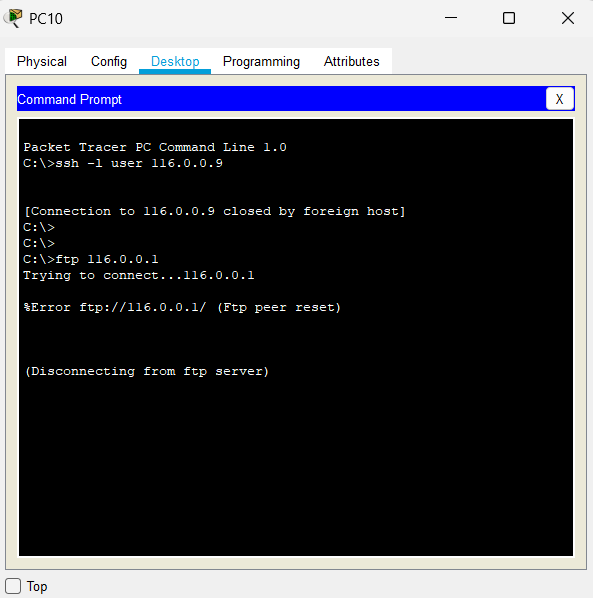 PC10
Physical Config Desktop Programming Attributes
Command Prompt X
Packet Tracer PC Command Line 1.0
C:\>ssh -l user 116.0.0.9
[Connection to 116.0.0.9 closed by foreign host]
C:\>
C:\>
C:\>ftp 116.0.0.1
Trying to connect...116.0.0.1
%Error ftp://116.0.0.1/ (Ftp peer reset)
(Disconnecting from ftp server)
Top